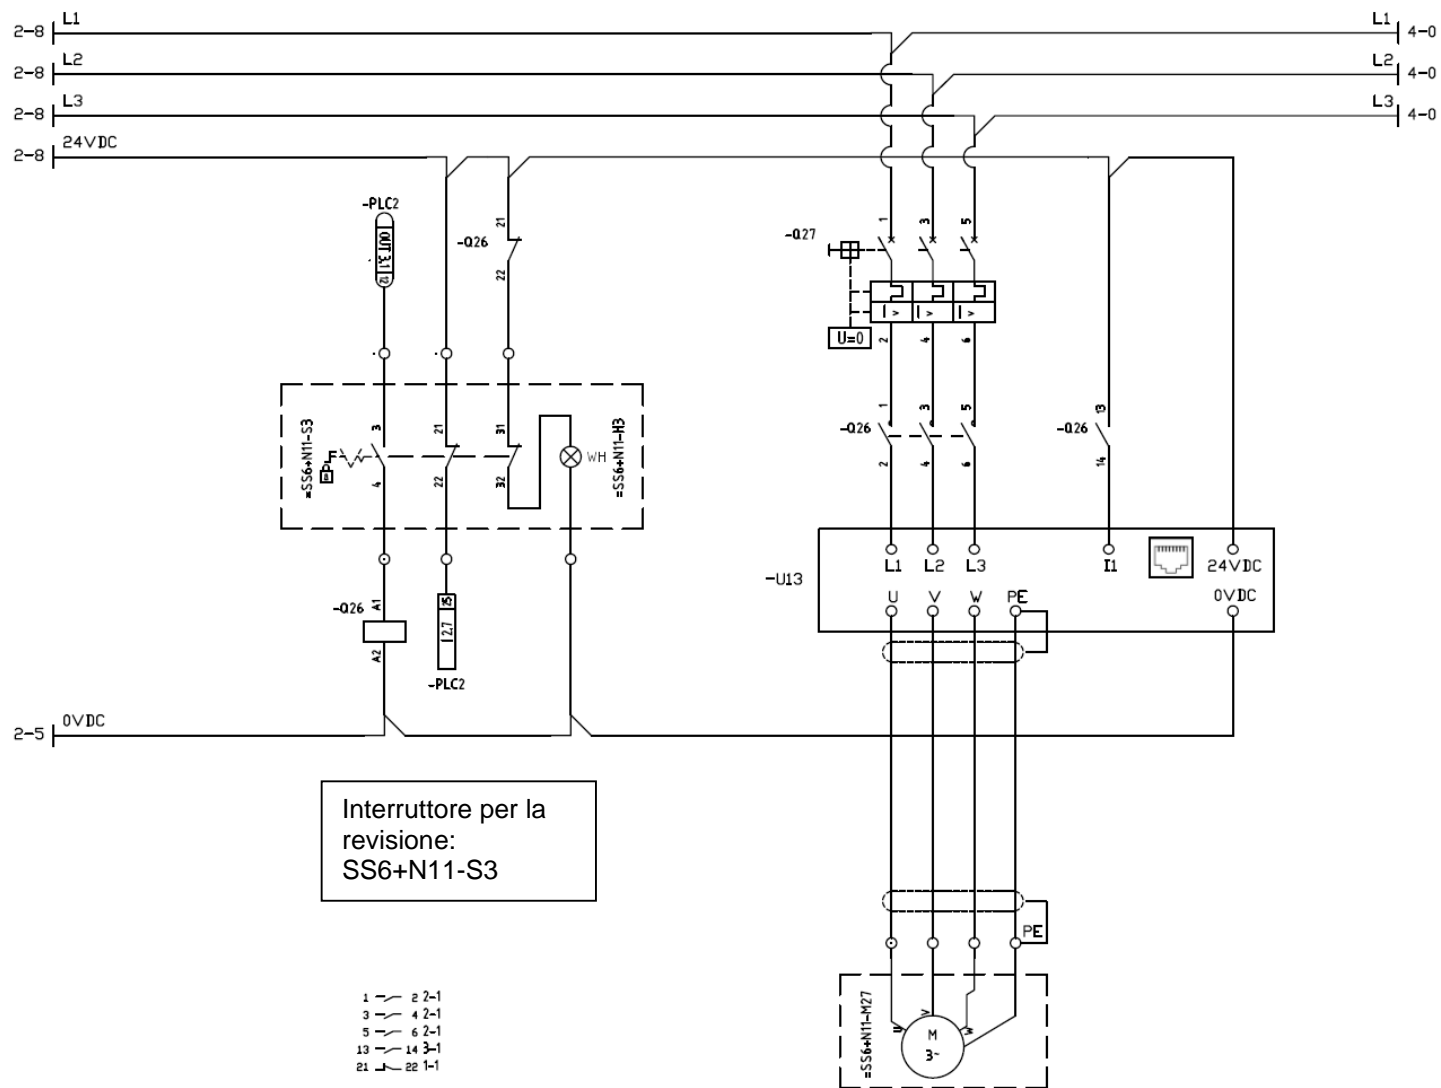 L1 L1
2-8 4-0
L2 L2
2-8 4-0
L3 L3
2-8 4-0
24VDC
2-8
-PLC2
OUT 3.1 12
-Q26 21 22
-Q27 1 3 5
I> I> I>
U=0 2 4 6
=SS6+N11-S3 3 4 21 22 31 32
WH =SS6+N11-H3
-Q26 1 3 5
2 4 6
-Q26 13 14
-U13 L1 L2 L3 I1 24VDC
U V W PE 0VDC
-Q26 A1 A2
I 2.7
-PLC2
0VDC
2-5
Interruttore per la
revisione:
SS6+N11-S3
PE
=SS6+N11-M27
U V W
M
3~
1 2 2-1
3 4 2-1
5 6 2-1
13 14 3-1
21 22 1-1